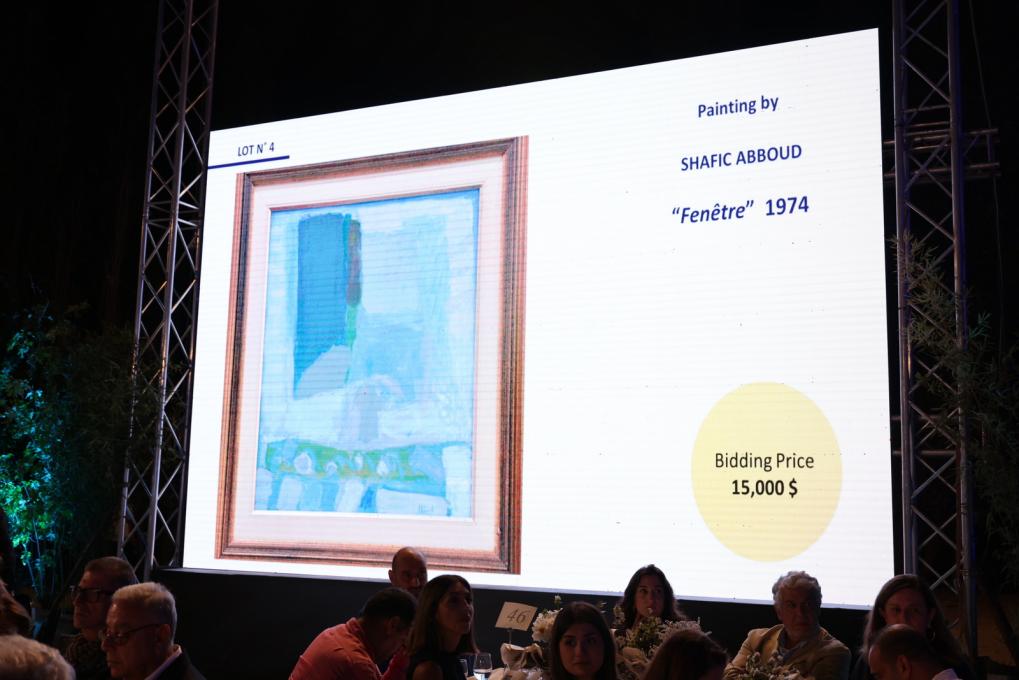 LOT N° 4
Painting by
SHAFIC ABBOUD
“Fenêtre” 1974
Bidding Price
15,000 $
46